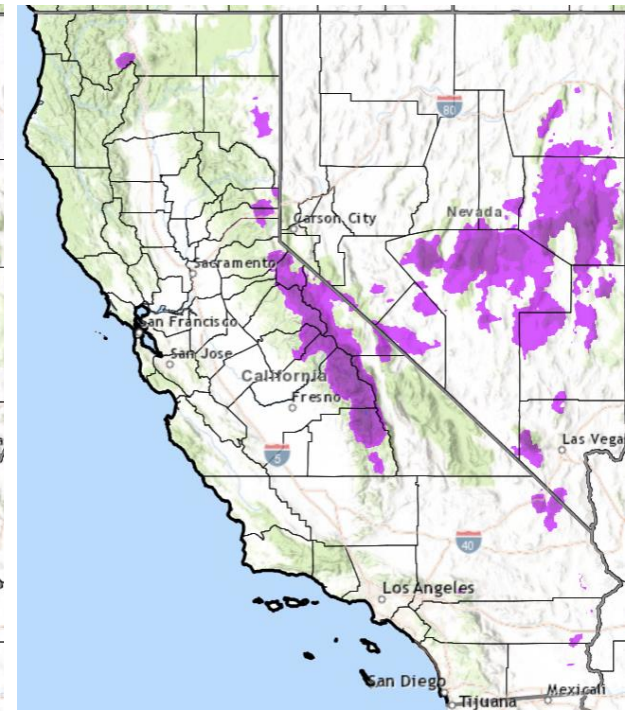 80
Nevada
Carson City
Sacramento
San Francisco
San Jose
California
Fresno
5
Las Vega
40
Los Angeles
San Diego
Tijuana
Mexicali